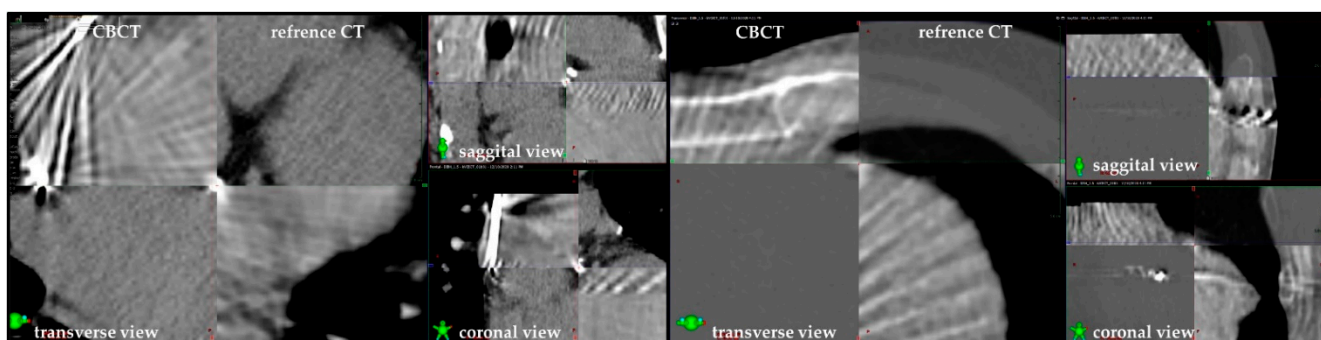 CBCT
refrence CT
saggital view
transverse view
coronal view
CBCT
refrence CT
saggital view
transverse view
coronal view